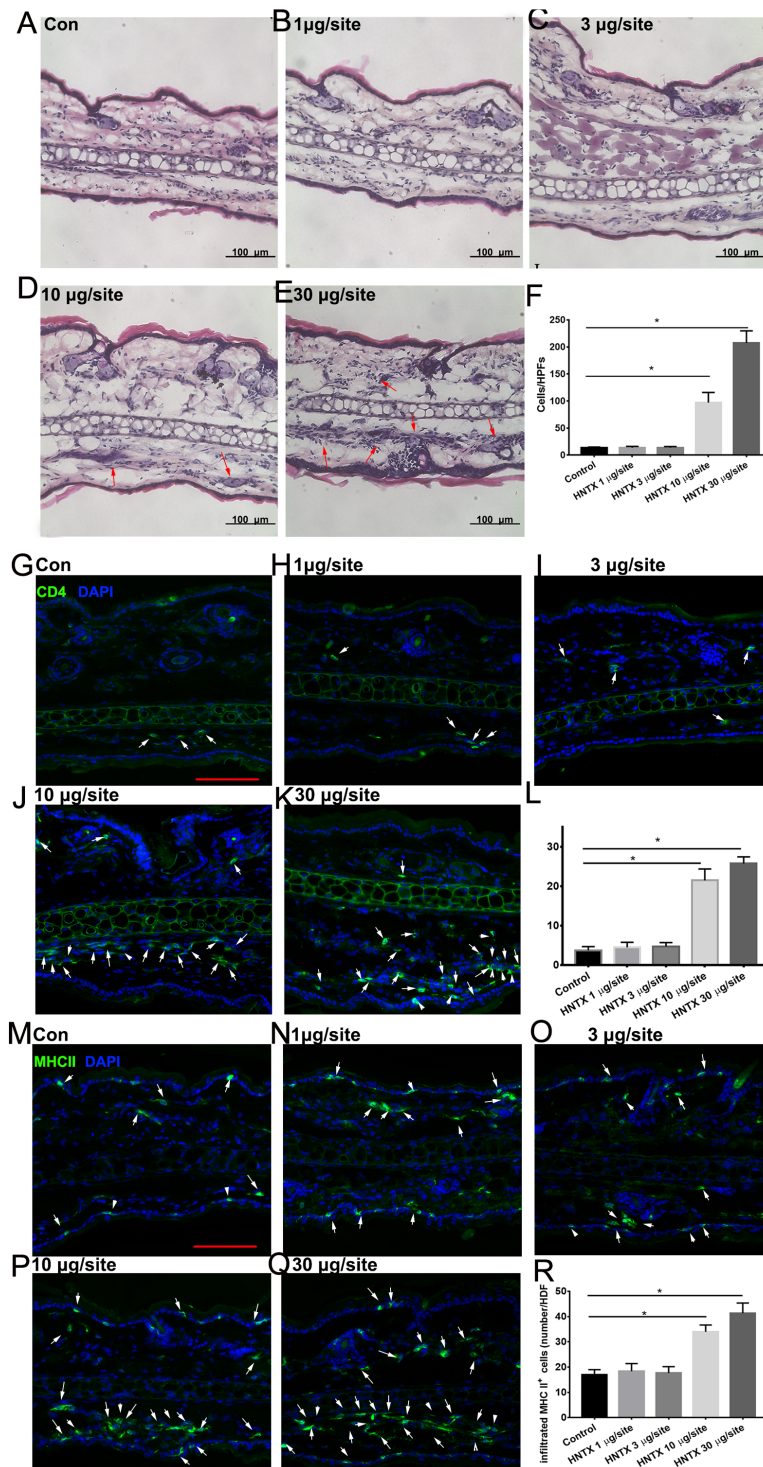 A Con
B 1µg/site
C 3 µg/site
100 µm
100 µm
100 µm
D 10 µg/site
E 30 µg/site
F
100 µm
100 µm
Cells/HPFs
250
200
150
100
50
0
*
*
Control
HNTX 1 µg/site
HNTX 3 µg/site
HNTX 10 µg/site
HNTX 30 µg/site
G Con
CD4 DAPI
H 1µg/site
I 3 µg/site
J 10 µg/site
K 30 µg/site
L
30
20
10
0
*
*
Control
HNTX 1 µg/site
HNTX 3 µg/site
HNTX 10 µg/site
HNTX 30 µg/site
M Con
MHCII DAPI
N 1µg/site
O 3 µg/site
P 10 µg/site
Q 30 µg/site
R
infiltrated MHC II+ cells (number/HDF
50
40
30
20
10
0
*
*
Control
HNTX 1 µg/site
HNTX 3 µg/site
HNTX 10 µg/site
HNTX 30 µg/site